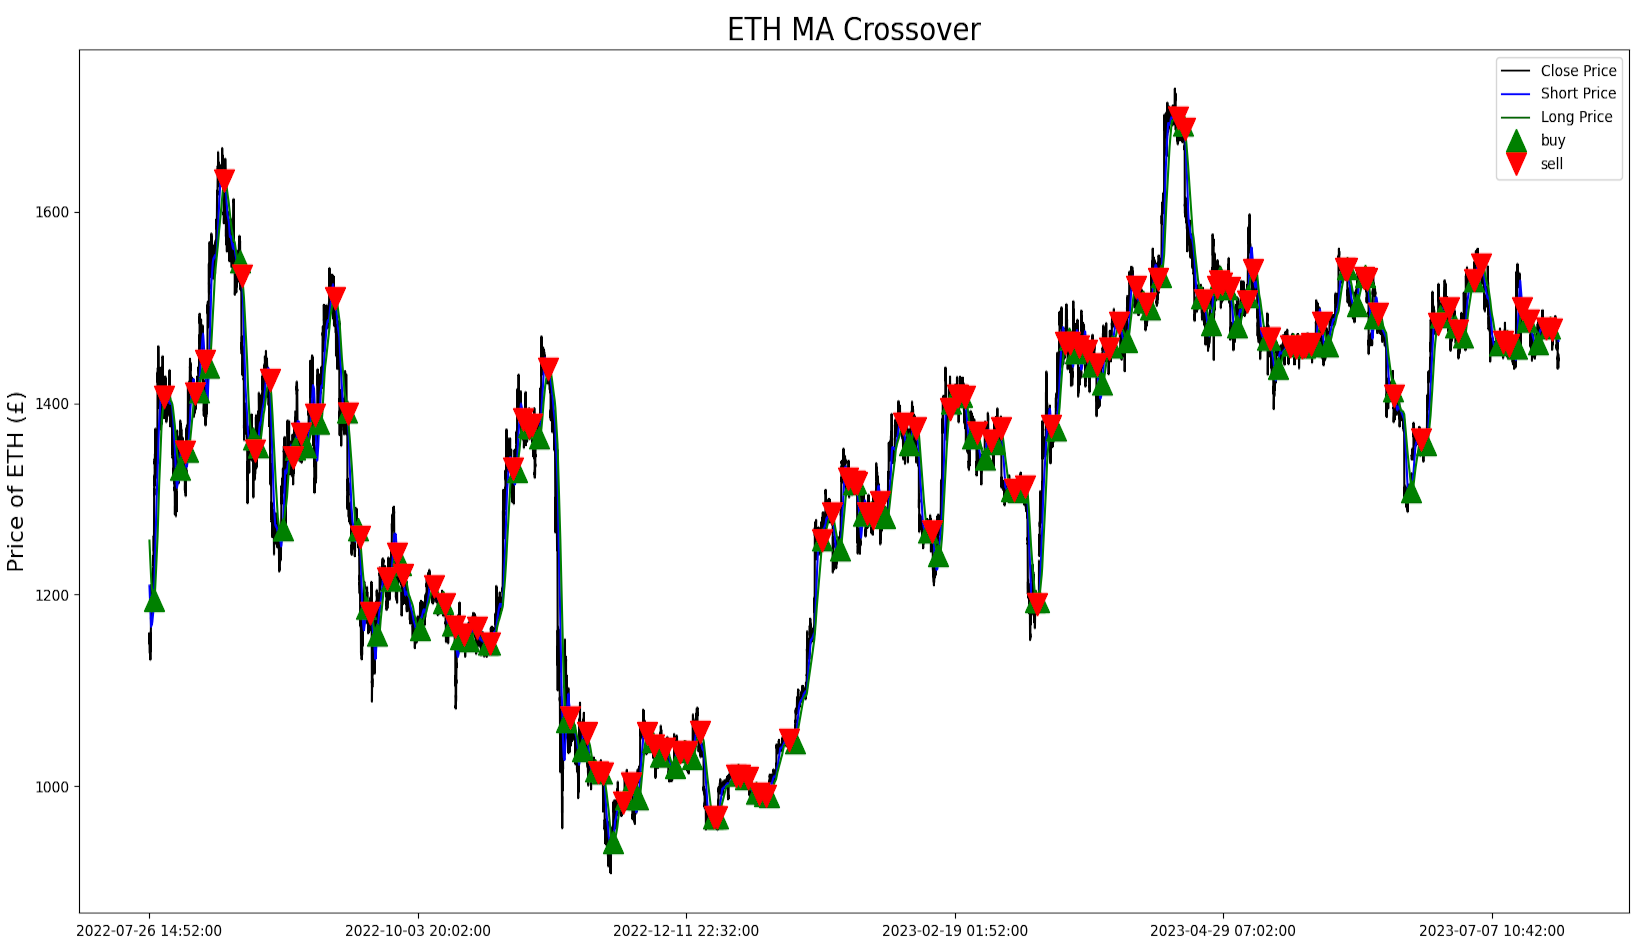 ETH MA Crossover
Close Price
Short Price
Long Price
buy
sell
Price of ETH (£)
1600
1400
1200
1000
2022-07-26 14:52:00
2022-10-03 20:02:00
2022-12-11 22:32:00
2023-02-19 01:52:00
2023-04-29 07:02:00
2023-07-07 10:42:00